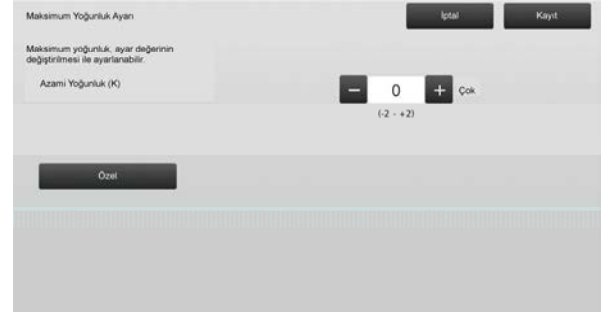 Maksimum Yoğunluk Ayarı
İptal
Kayıt
Maksimum yoğunluk, ayar değerinin
değiştirilmesi ile ayarlanabilir.
Azami Yoğunluk (K)
− 0 + Çok
(-2 - +2)
Özel